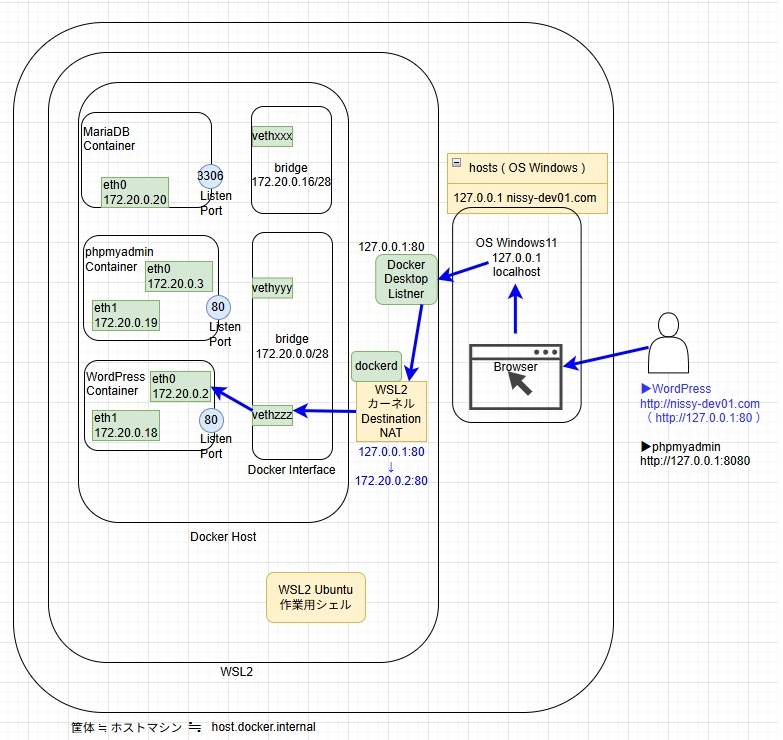 MariaDB
Container
eth0
172.20.0.20
3306
Listen
Port
vethxxx
bridge
172.20.0.16/28
hosts ( OS Windows )
127.0.0.1 nissy-dev01.com
phpmyadmin
Container
eth0
172.20.0.3
eth1
172.20.0.19
80
Listen
Port
vethyyy
bridge
172.20.0.0/28
127.0.0.1:80
Docker
Desktop
Listner
OS Windows11
127.0.0.1
localhost
Browser
WordPress
Container
eth0
172.20.0.2
eth1
172.20.0.18
80
Listen
Port
vethzzz
Docker Interface
dockerd
WSL2
カーネル
Destination
NAT
127.0.0.1:80
↓
172.20.0.2:80
▶WordPress
http://nissy-dev01.com
( http://127.0.0.1:80 )
▶phpmyadmin
http://127.0.0.1:8080
Docker Host
WSL2 Ubuntu
作業用シェル
WSL2
筐体 ≒ ホストマシン ≒ host.docker.internal